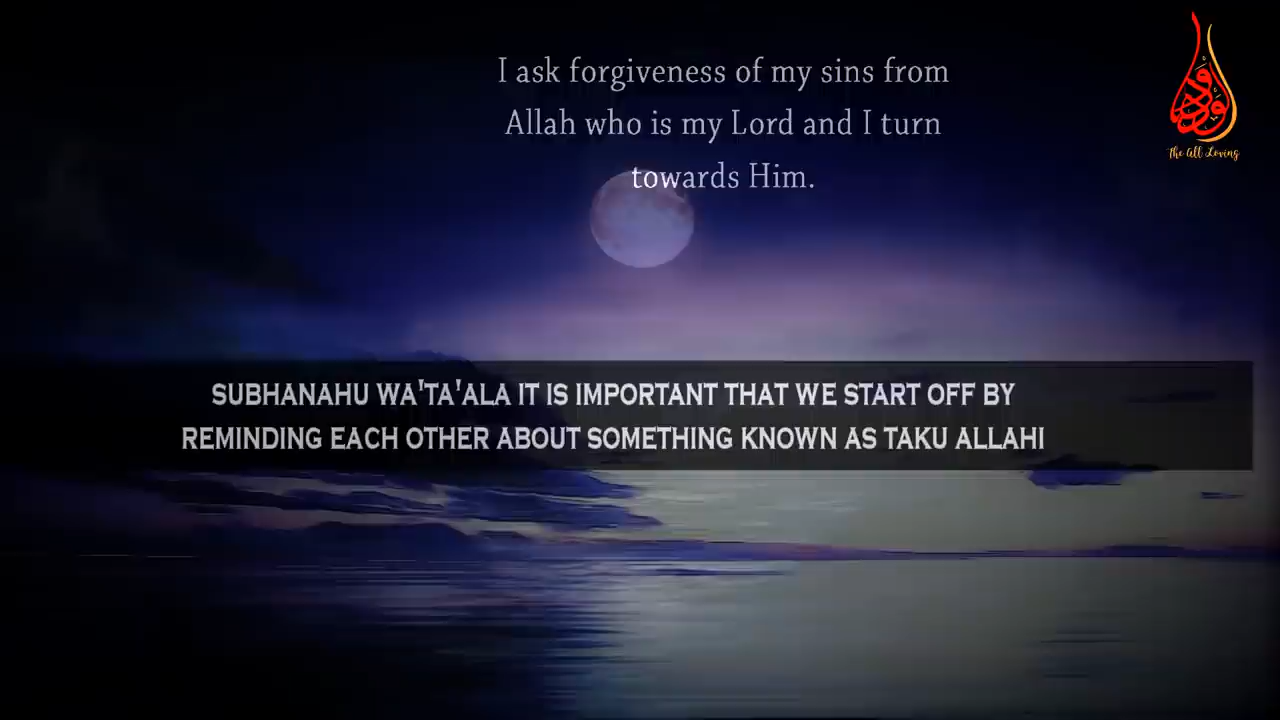 I ask forgiveness of my sins from
Allah who is my Lord and I turn
towards Him.
الودود
The All Loving
SUBHANAHU WA'TA'ALA IT IS IMPORTANT THAT WE START OFF BY
REMINDING EACH OTHER ABOUT SOMETHING KNOWN AS TAKU ALLAHI